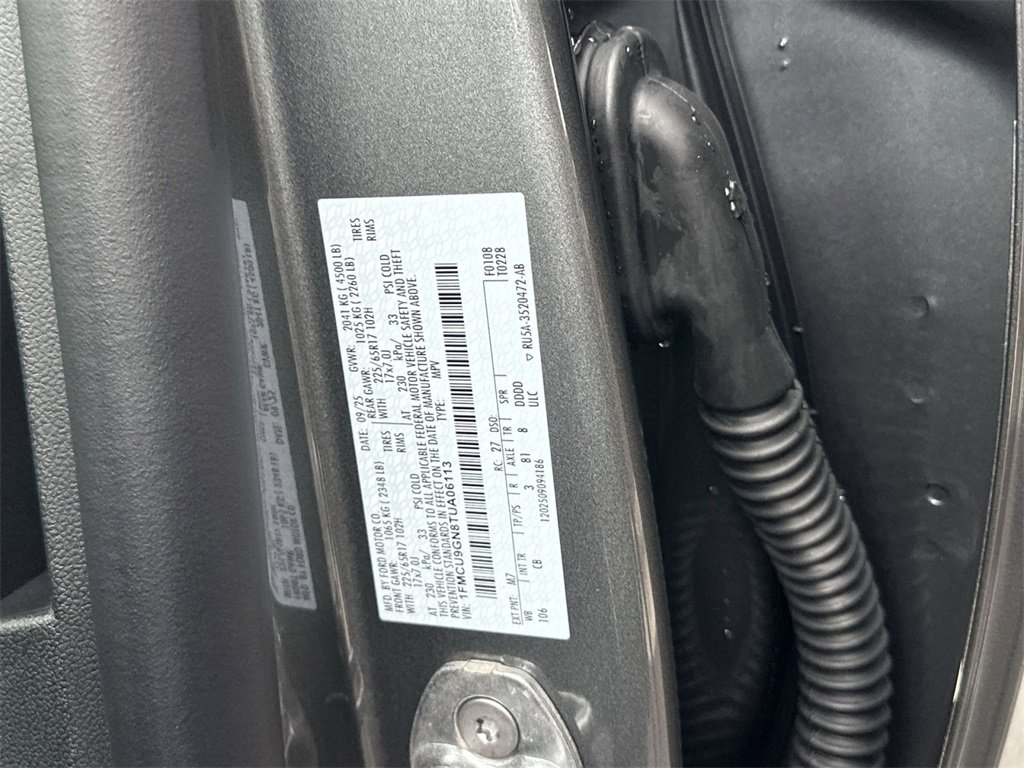 MFD. BY FORD MOTOR CO. DATE: 09/25 GVWR: 2041 KG ( 4500 LB)
FRONT GAWR: 1065 KG ( 2348 LB) REAR GAWR: 1025 KG ( 2260 LB)
WITH 225/65R17 102H TIRES WITH 225/65R17 102H TIRES
17x7.0J RIMS 17x7.0J RIMS
AT 230 kPa/ 33 PSI COLD AT 230 kPa/ 33 PSI COLD
THIS VEHICLE CONFORMS TO ALL APPLICABLE FEDERAL MOTOR VEHICLE SAFETY AND THEFT
PREVENTION STANDARDS IN EFFECT ON THE DATE OF MANUFACTURE SHOWN ABOVE.
VIN: 1FMCU9GN8TUA06113 TYPE: MPV
F0108
T0228
EXT PNT: M7 RC: 27 DSO:
WB INT TR TP/PS R AXLE TR SPR
106 CB 3 81 8 DDDD
ULC
120250904186 ▽ RU5A-3520472-AB